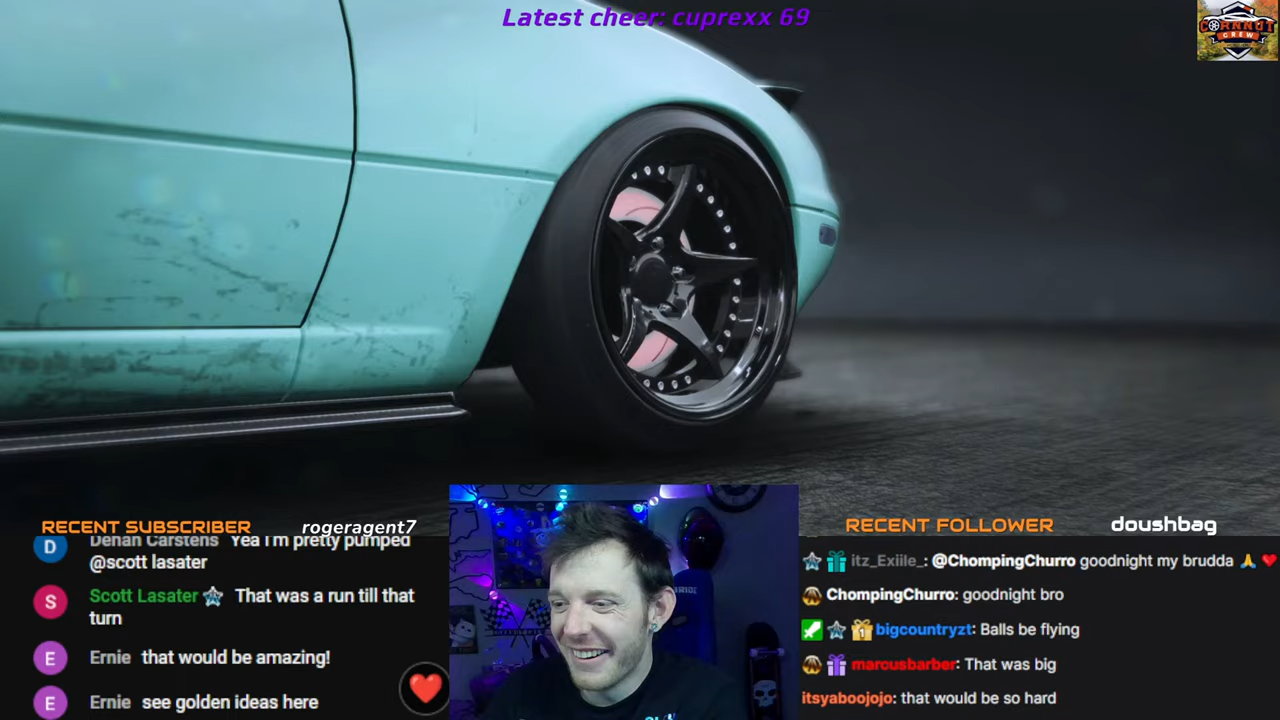 Latest cheer: cuprexx 69
CORNNUT
CREW
RECENT SUBSCRIBER rogeragent7
Denan Carstens Yea I'm pretty pumped
@scott lasater
Scott Lasater That was a run till that
turn
Ernie that would be amazing!
Ernie see golden ideas here
RECENT FOLLOWER doushbag
itz_Exiile_: @ChompingChurro goodnight my brudda 🙏 ❤️
ChompingChurro: goodnight bro
bigcountryzt: Balls be flying
marcusbarber: That was big
itsyaboojojo: that would be so hard